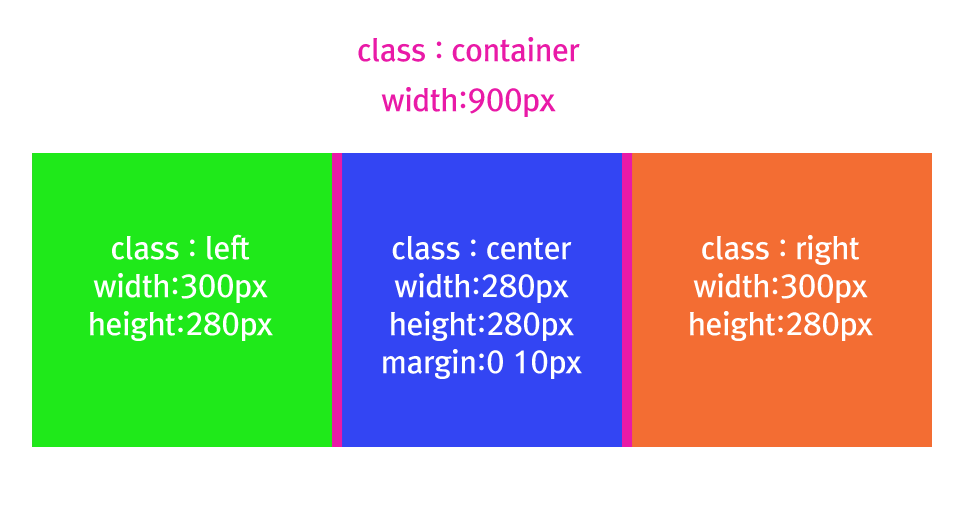 class : container
width:900px
class : left
width:300px
height:280px
class : center
width:280px
height:280px
margin:0 10px
class : right
width:300px
height:280px